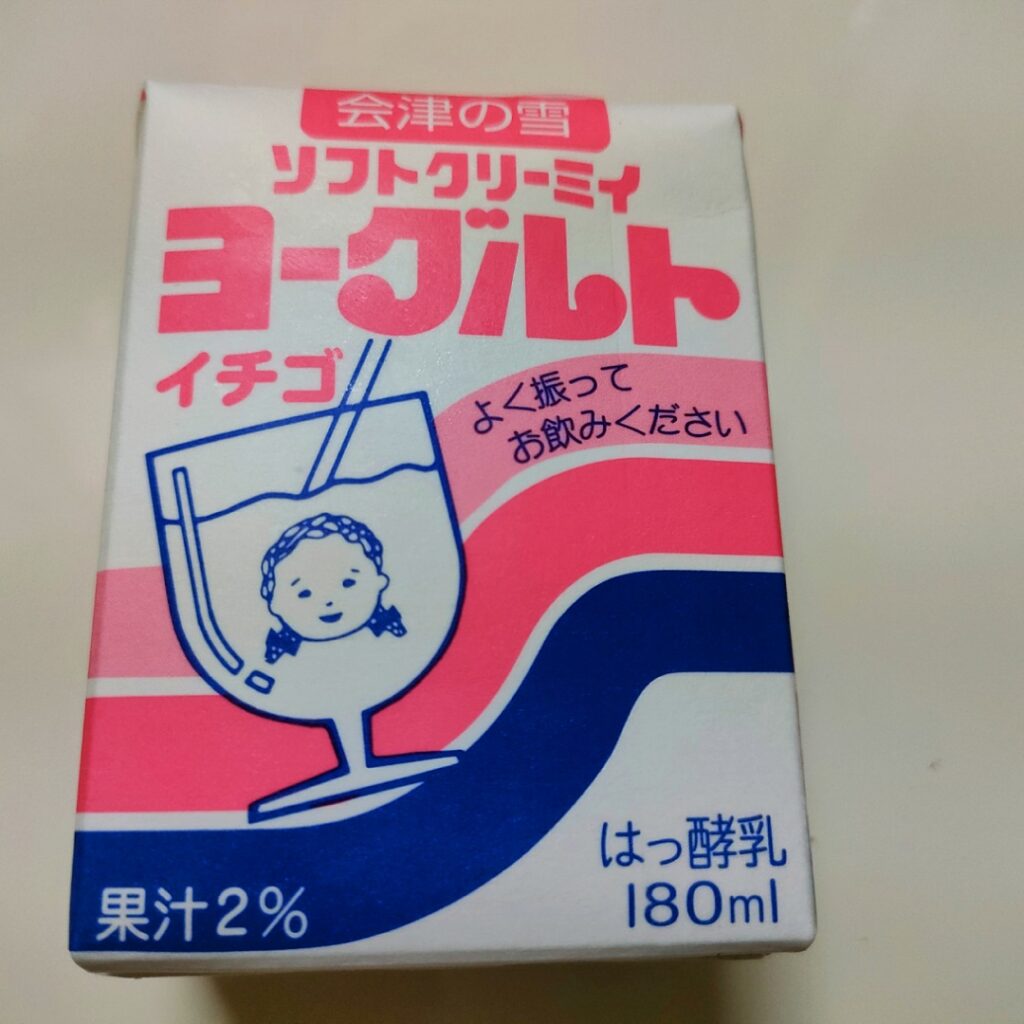 会津の雪
ソフトクリーミィ
ヨーグルト
イチゴ
よく振って
お飲みください
はっ酵乳
180ml
果汁2%